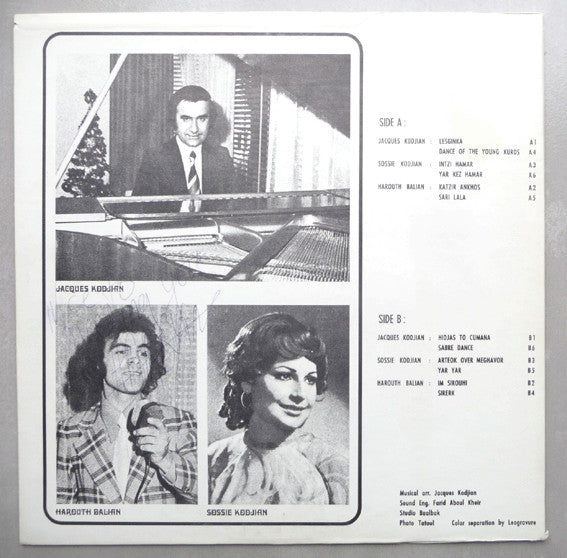 JACQUES KODJIAN
HAROUTH BALIAN
SOSSIE KODJIAN
SIDE A :
JACQUES KODJIAN : LESGINKA A1
DANCE OF THE YOUNG KURDS A4
SOSSIE KODJIAN : INTZI HAMAR A3
YAR KEZ HAMAR A6
HAROUTH BALIAN : KATZIR ANKHOS A2
SARI LALA A5
SIDE B :
JACQUES KODJIAN : HIDJAS TO CUMANA B1
SABRE DANCE B6
SOSSIE KODJIAN : ARTEOK OVER MEGHAVOR B3
YAR YAR B5
HAROUTH BALIAN : IM SIROUHI B2
SIRERK B4
Musical arr. Jacques Kodjian
Sound Eng. Farid Aboul Kheir
Studio Baalbak
Photo Tatoul Color separation by Leogravure